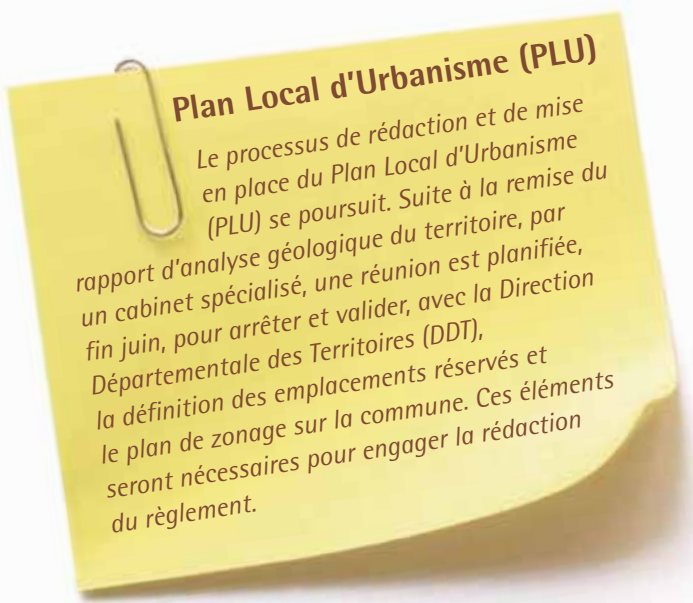 Plan Local d'Urbanisme (PLU)
Le processus de rédaction et de mise
en place du Plan Local d'Urbanisme
(PLU) se poursuit. Suite à la remise du
rapport d'analyse géologique du territoire, par
un cabinet spécialisé, une réunion est planifiée,
fin juin, pour arrêter et valider, avec la Direction
Départementale des Territoires (DDT),
la définition des emplacements réservés et
le plan de zonage sur la commune. Ces éléments
seront nécessaires pour engager la rédaction
du règlement.